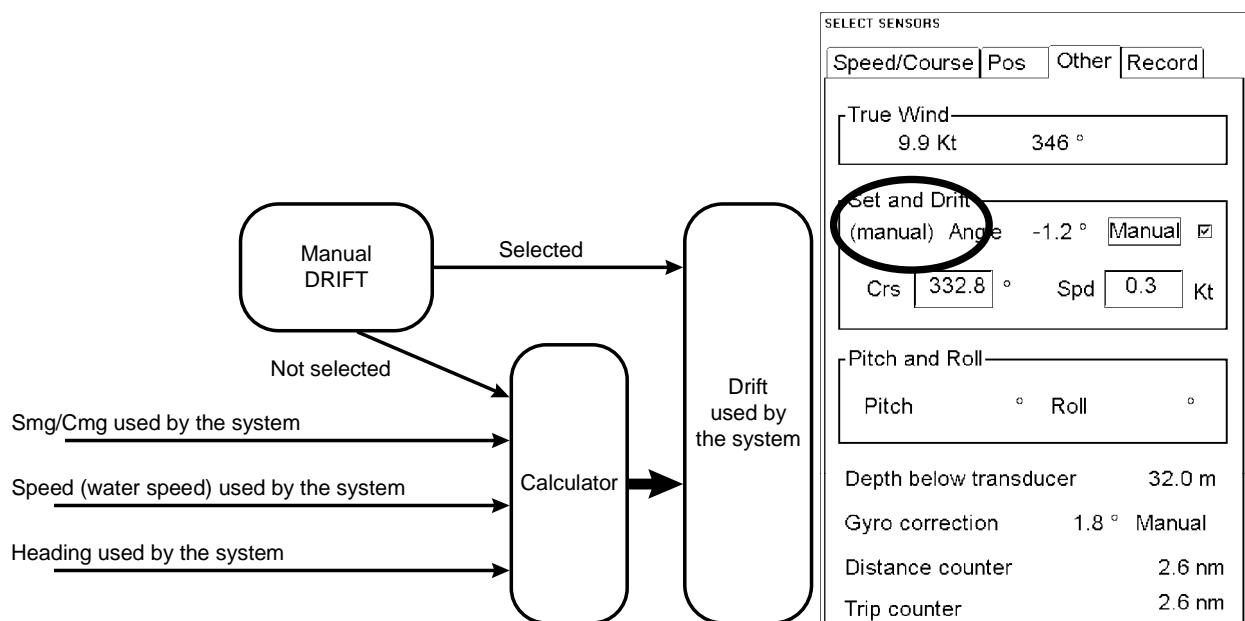 Manual
DRIFT
Selected
Not selected
Smg/Cmg used by the system
Speed (water speed) used by the system
Heading used by the system
Calculator
Drift
used by
the system
SELECT SENSORS
Speed/Course Pos Other Record
True Wind
9.9 Kt 346 °
Set and Drift
(manual) Angle -1.2 ° Manual
Crs 332.8 ° Spd 0.3 Kt
Pitch and Roll
Pitch ° Roll °
Depth below transducer 32.0 m
Gyro correction 1.8 ° Manual
Distance counter 2.6 nm
Trip counter 2.6 nm